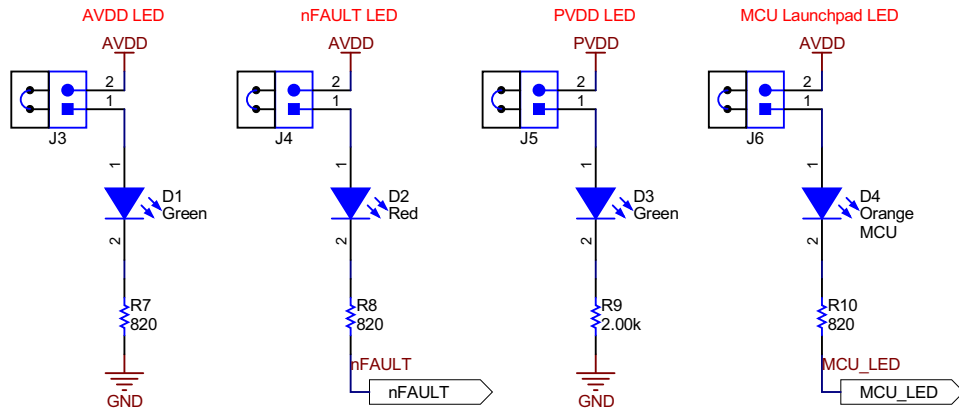 AVDD LED
AVDD
2
1
J3
1
D1
Green
2
R7
820
GND
nFAULT LED
AVDD
2
1
J4
1
D2
Red
2
R8
820
nFAULT
nFAULT
PVDD LED
PVDD
2
1
J5
1
D3
Green
2
R9
2.00k
GND
MCU Launchpad LED
AVDD
2
1
J6
1
D4
Orange
MCU
2
R10
820
MCU_LED
MCU_LED